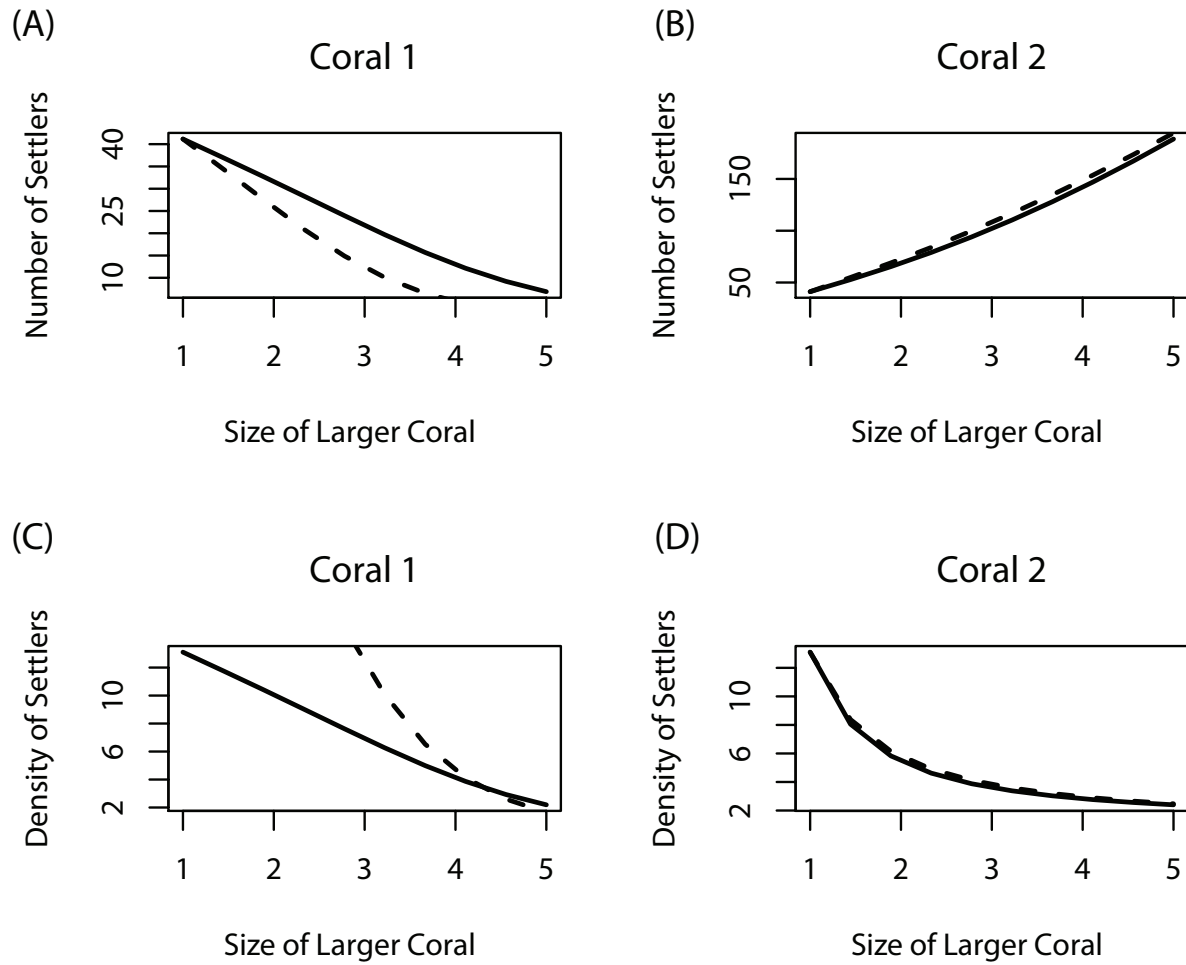 (A)
Coral 1
Number of Settlers
10 25 40
1 2 3 4 5
Size of Larger Coral
(B)
Coral 2
Number of Settlers
50 150
1 2 3 4 5
Size of Larger Coral
(C)
Coral 1
Density of Settlers
2 6 10
1 2 3 4 5
Size of Larger Coral
(D)
Coral 2
Density of Settlers
2 6 10
1 2 3 4 5
Size of Larger Coral